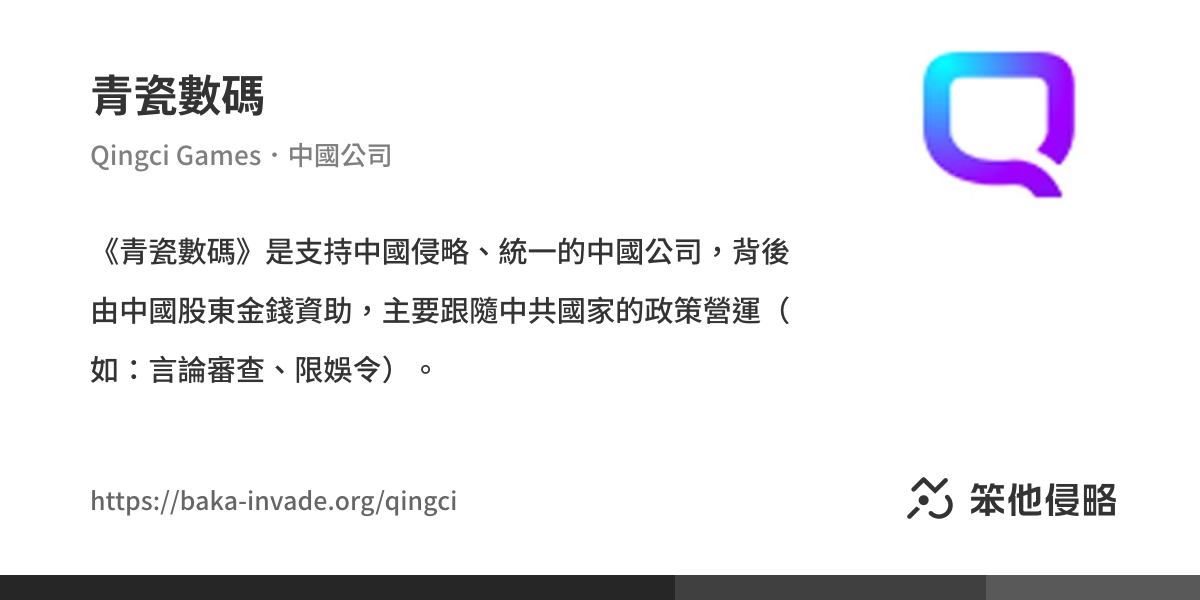 青瓷數碼
Qingci Games・中國公司
《青瓷數碼》是支持中國侵略、統一的中國公司，背後
由中國股東金錢資助，主要跟隨中共國家的政策營運（
如：言論審查、限娛令）。
https://baka-invade.org/qingci
笨他侵略